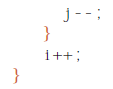 j--;
}
i++;
}